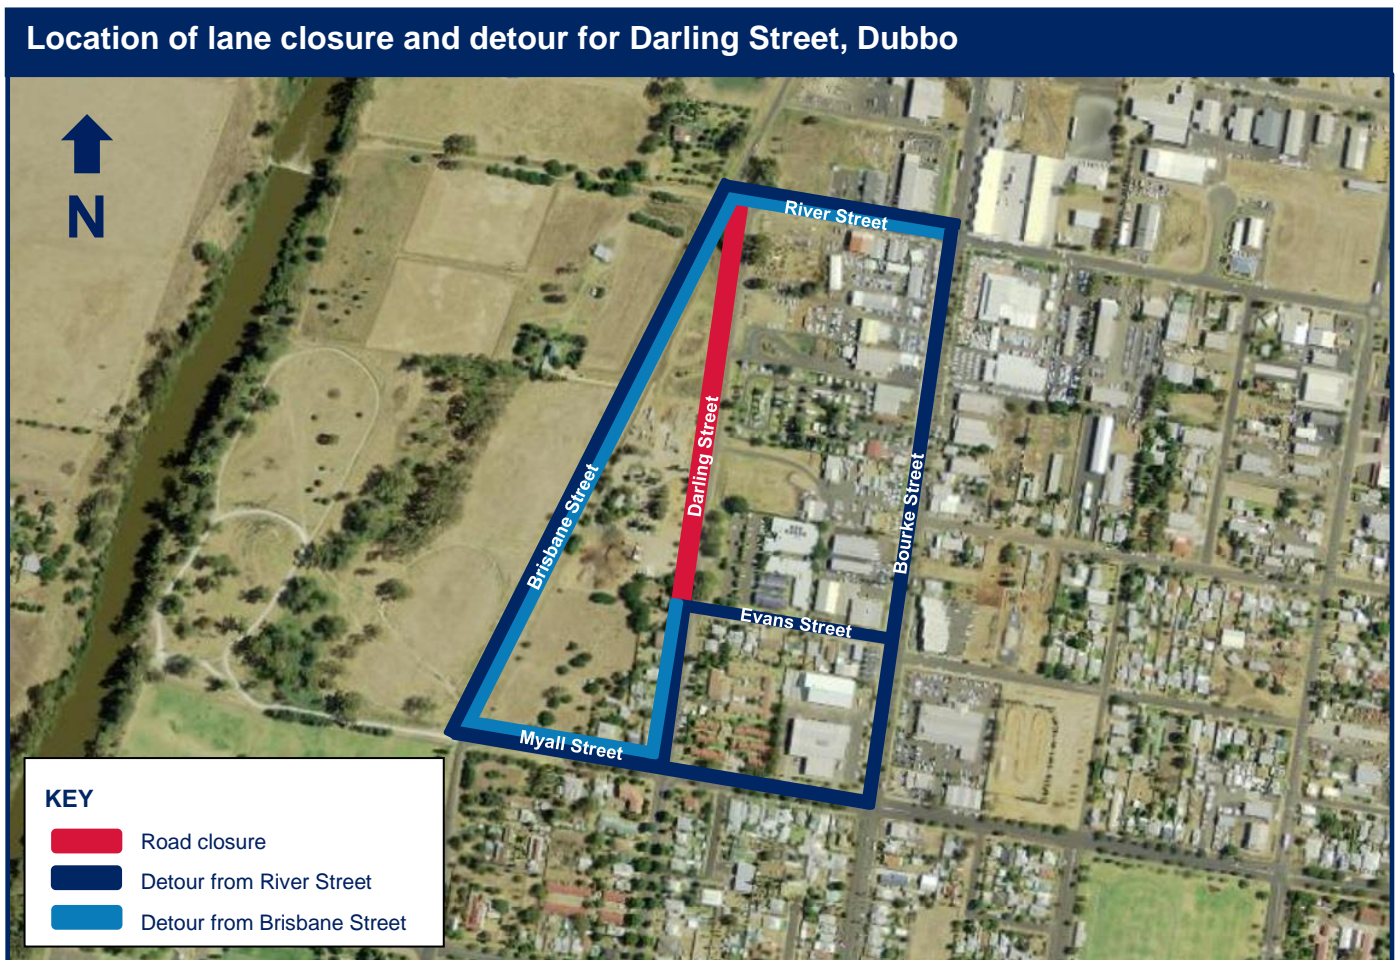 Location of lane closure and detour for Darling Street, Dubbo
N
River Street
Darling Street
Brisbane Street
Bourke Street
Evans Street
Myall Street
KEY
Road closure
Detour from River Street
Detour from Brisbane Street